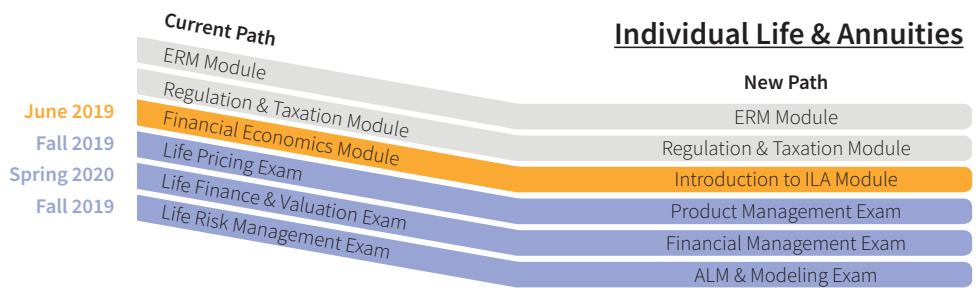 Current Path
Individual Life & Annuities
New Path
ERM Module
Regulation & Taxation Module
June 2019
Financial Economics Module
Fall 2019
Life Pricing Exam
Spring 2020
Life Finance & Valuation Exam
Fall 2019
Life Risk Management Exam
ERM Module
Regulation & Taxation Module
Introduction to ILA Module
Product Management Exam
Financial Management Exam
ALM & Modeling Exam